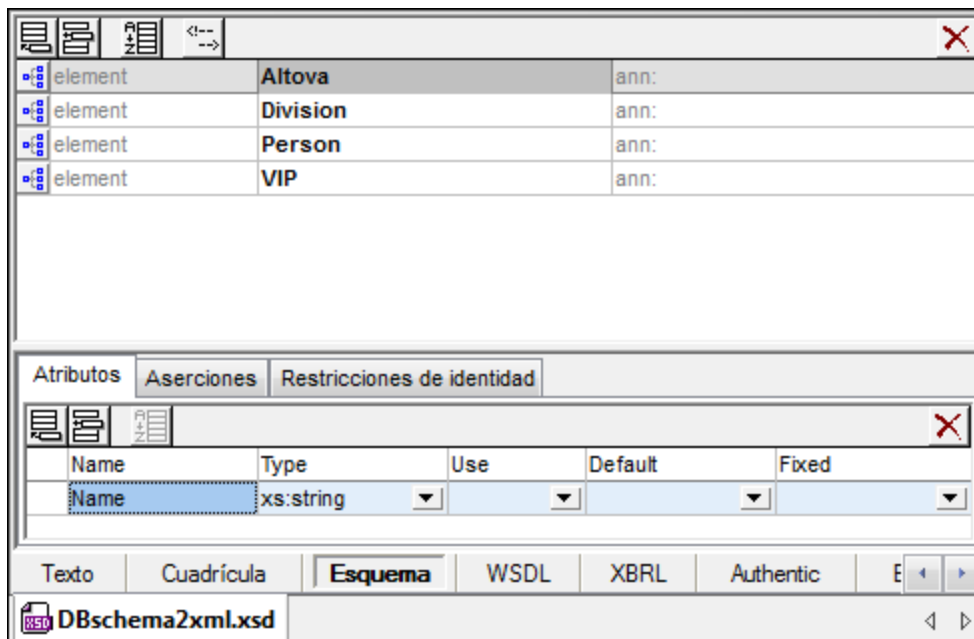 element Altova ann:
element Division ann:
element Person ann:
element VIP ann:
Atributos Aserciones Restricciones de identidad
Name Type Use Default Fixed
Name xs:string
Texto Cuadrícula Esquema WSDL XBRL Authentic
DBschema2xml.xsd